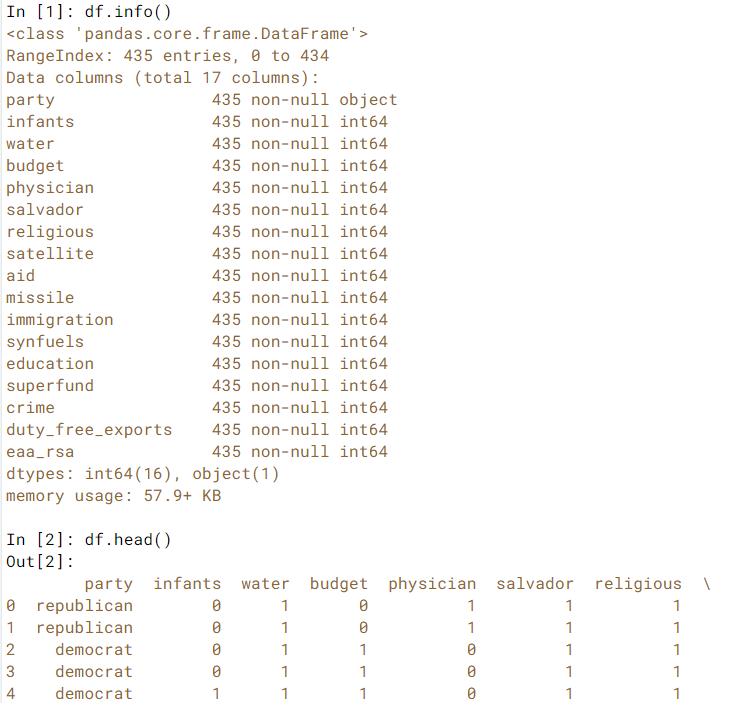 In [1]: df.info()
<class 'pandas.core.frame.DataFrame'>
RangeIndex: 435 entries, 0 to 434
Data columns (total 17 columns):
party                435 non-null object
infants              435 non-null int64
water                435 non-null int64
budget               435 non-null int64
physician            435 non-null int64
salvador             435 non-null int64
religious            435 non-null int64
satellite            435 non-null int64
aid                  435 non-null int64
missile              435 non-null int64
immigration          435 non-null int64
synfuels             435 non-null int64
education            435 non-null int64
superfund            435 non-null int64
crime                435 non-null int64
duty_free_exports    435 non-null int64
eaa_rsa              435 non-null int64
dtypes: int64(16), object(1)
memory usage: 57.9+ KB

In [2]: df.head()
Out[2]:
        party  infants  water  budget  physician  salvador  religious  \
0  republican        0      1       0          1         1          1
1  republican        0      1       0          1         1          1
2    democrat        0      1       1          0         1          1
3    democrat        0      1       1          0         1          1
4    democrat        1      1       1          0         1          1